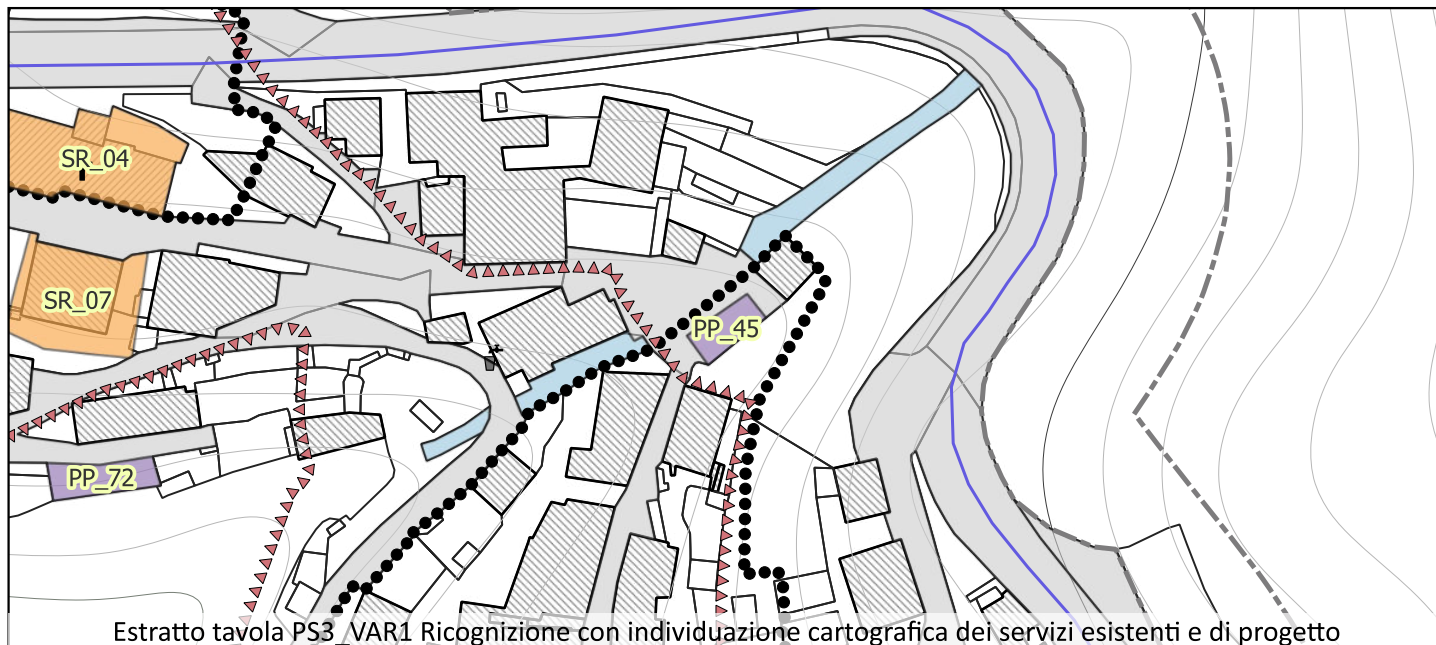 SR_04
SR_07
PP_45
PP_72
Estratto tavola PS3_VAR1 Ricognizione con individuazione cartografica dei servizi esistenti e di progetto